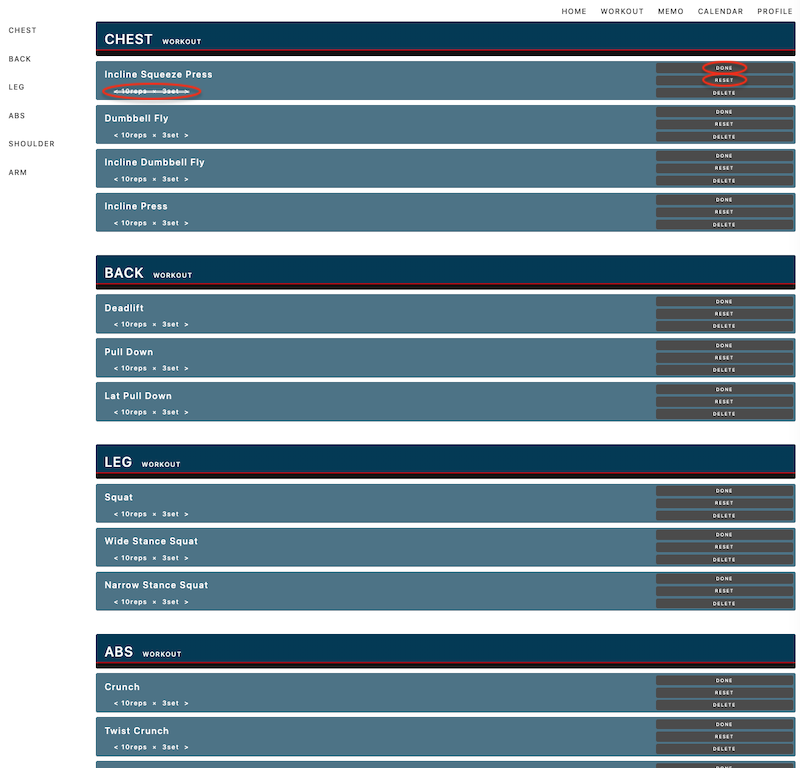 HOME WORKOUT MEMO CALENDAR PROFILE
CHEST
BACK
LEG
ABS
SHOULDER
ARM
CHEST WORKOUT
Incline Squeeze Press
< 10reps × 3set >
DONE
RESET
DELETE
Dumbbell Fly
< 10reps × 3set >
DONE
RESET
DELETE
Incline Dumbbell Fly
< 10reps × 3set >
DONE
RESET
DELETE
Incline Press
< 10reps × 3set >
DONE
RESET
DELETE
BACK WORKOUT
Deadlift
< 10reps × 3set >
DONE
RESET
DELETE
Pull Down
< 10reps × 3set >
DONE
RESET
DELETE
Lat Pull Down
< 10reps × 3set >
DONE
RESET
DELETE
LEG WORKOUT
Squat
< 10reps × 3set >
DONE
RESET
DELETE
Wide Stance Squat
< 10reps × 3set >
DONE
RESET
DELETE
Narrow Stance Squat
< 10reps × 3set >
DONE
RESET
DELETE
ABS WORKOUT
Crunch
< 10reps × 3set >
DONE
RESET
DELETE
Twist Crunch
< 10reps × 3set >
DONE
RESET
DELETE
DONE